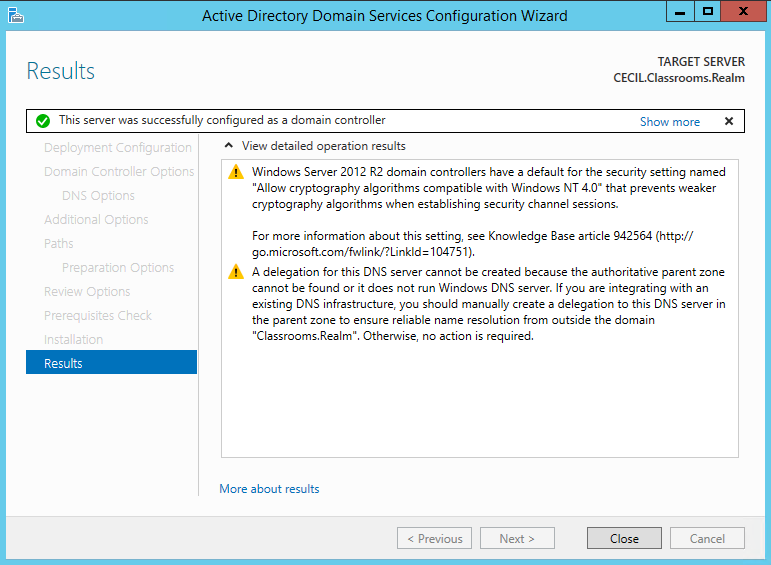 Active Directory Domain Services Configuration Wizard
Results
TARGET SERVER
CECIL.Classrooms.Realm
This server was successfully configured as a domain controller
Show more
Deployment Configuration
Domain Controller Options
DNS Options
Additional Options
Paths
Preparation Options
Review Options
Prerequisites Check
Installation
Results
View detailed operation results
Windows Server 2012 R2 domain controllers have a default for the security setting named
"Allow cryptography algorithms compatible with Windows NT 4.0" that prevents weaker
cryptography algorithms when establishing security channel sessions.
For more information about this setting, see Knowledge Base article 942564 (http://
go.microsoft.com/fwlink/?LinkId=104751).
A delegation for this DNS server cannot be created because the authoritative parent zone
cannot be found or it does not run Windows DNS server. If you are integrating with an
existing DNS infrastructure, you should manually create a delegation to this DNS server in
the parent zone to ensure reliable name resolution from outside the domain
"Classrooms.Realm". Otherwise, no action is required.
More about results
< Previous
Next >
Close
Cancel